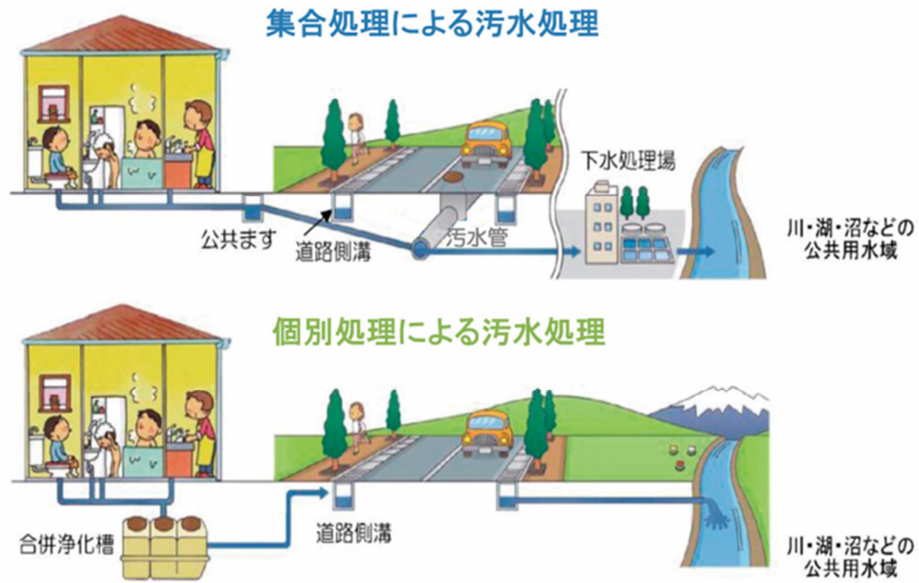 集合処理による汚水処理
下水処理場
公共ます
道路側溝
汚水管
川・湖・沼などの
公共用水域
個別処理による汚水処理
合併浄化槽
道路側溝
川・湖・沼などの
公共用水域